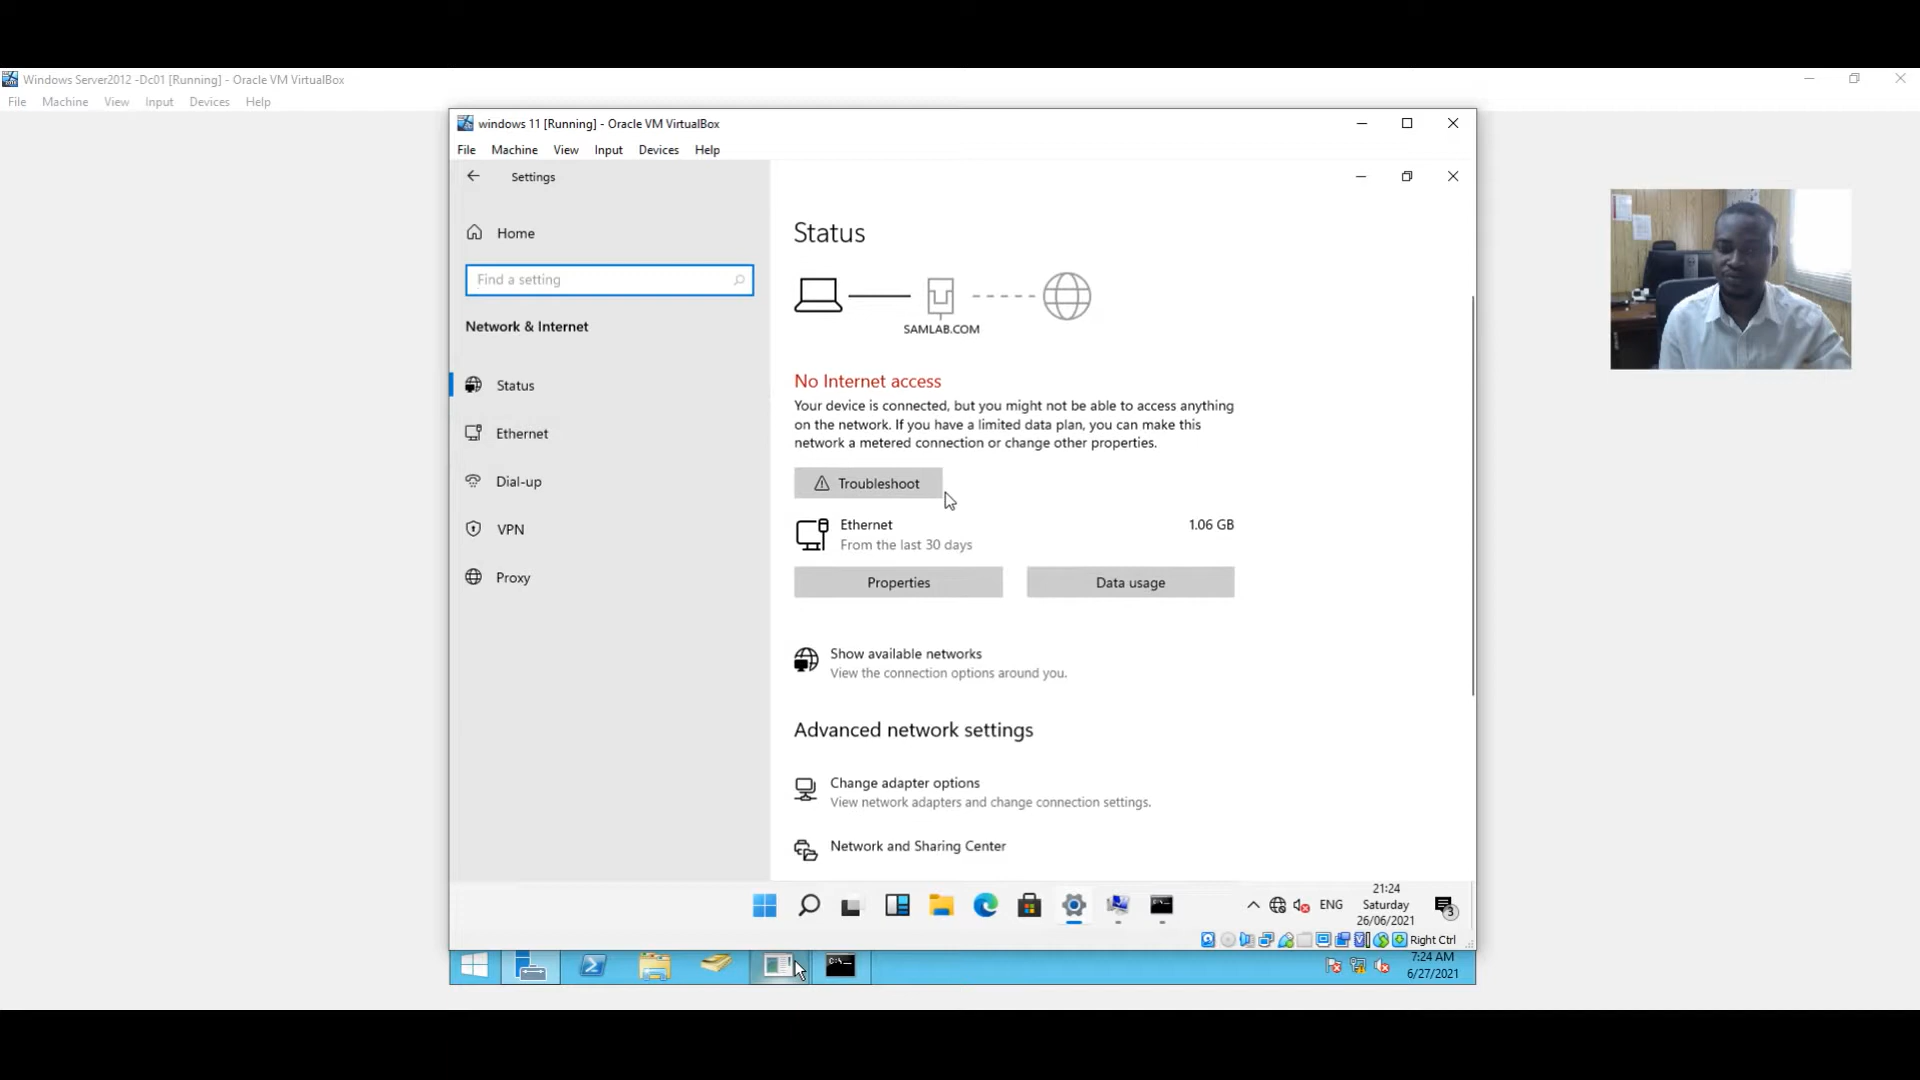 Windows Server2012 -Dc01 [Running] - Oracle VM VirtualBox
File Machine View Input Devices Help
windows 11 [Running] - Oracle VM VirtualBox
File Machine View Input Devices Help
Settings
Home
Find a setting
Network & Internet
Status
Ethernet
Dial-up
VPN
Proxy
Status
SAMLAB.COM
No Internet access
Your device is connected, but you might not be able to access anything
on the network. If you have a limited data plan, you can make this
network a metered connection or change other properties.
Troubleshoot
Ethernet 1.06 GB
From the last 30 days
Properties Data usage
Show available networks
View the connection options around you.
Advanced network settings
Change adapter options
View network adapters and change connection settings.
Network and Sharing Center
ENG
21:24
Saturday
26/06/2021
3
Right Ctrl
C:\
7:24 AM
6/27/2021